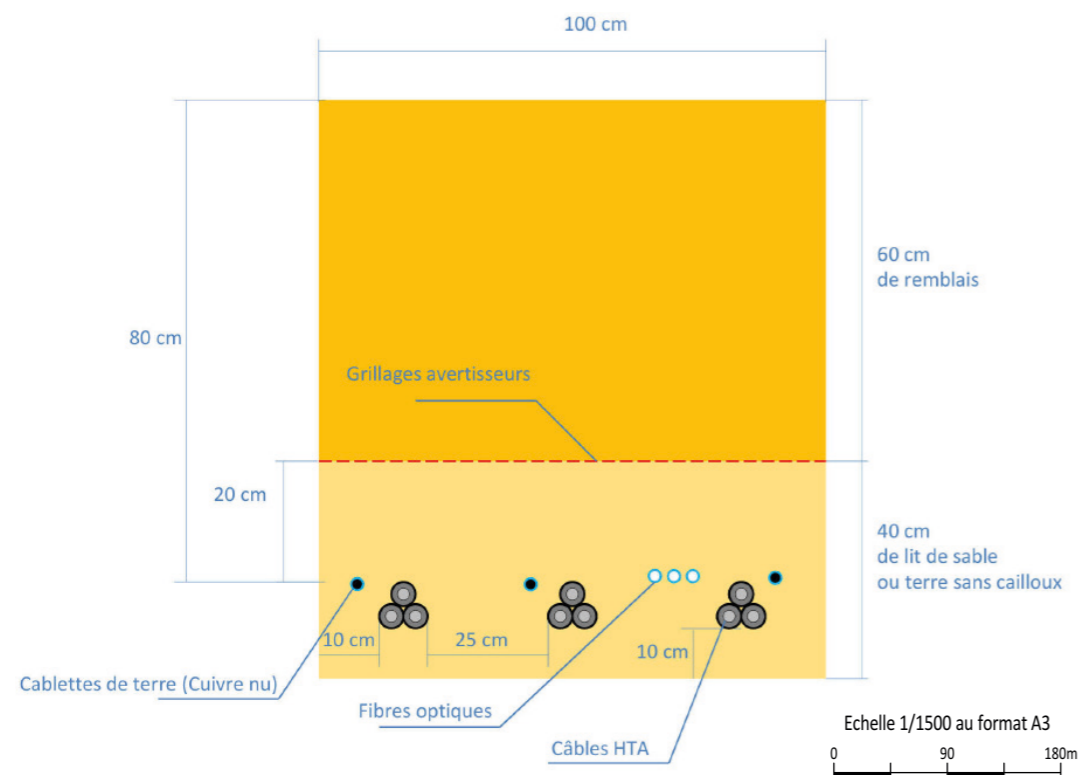 100 cm
60 cm
de remblais
80 cm
Grillages avertisseurs
20 cm
40 cm
de lit de sable
ou terre sans cailloux
10 cm
25 cm
10 cm
Cablettes de terre (Cuivre nu)
Fibres optiques
Câbles HTA
Echelle 1/1500 au format A3
0 90 180m